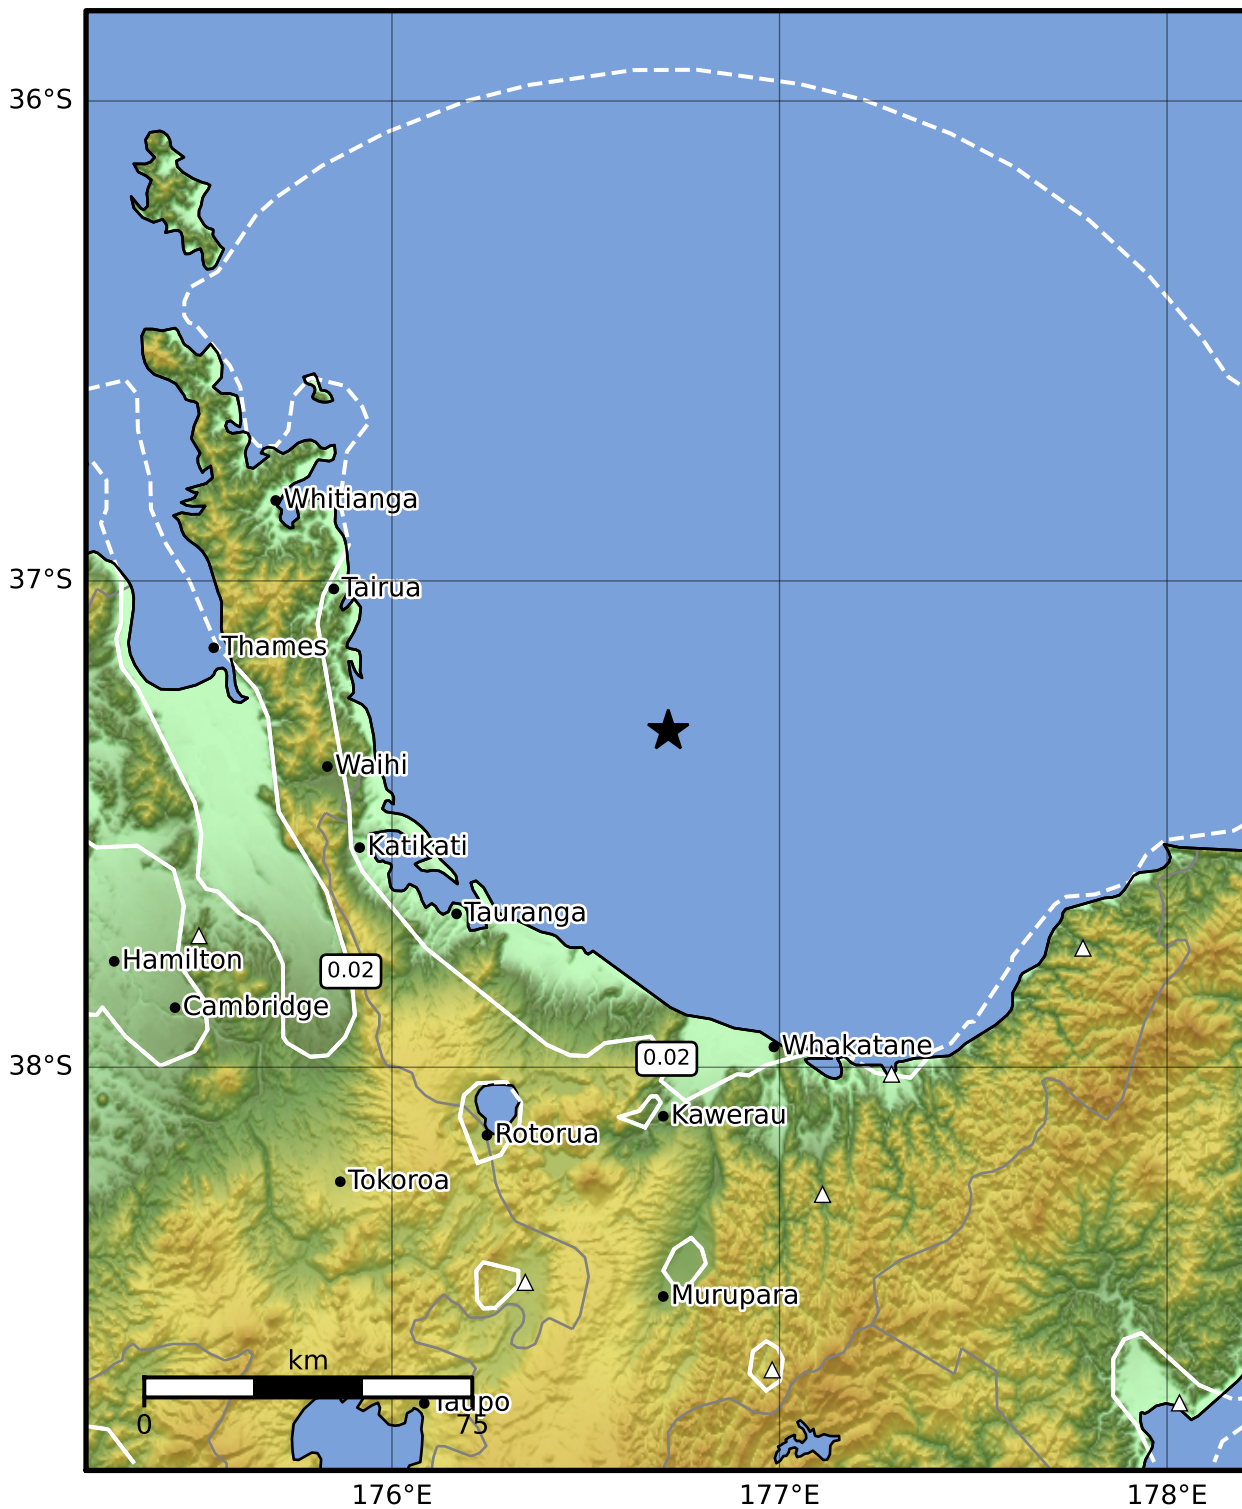 36°S
Whitianga
37°S
Tairua
Thames
Waihi
Katikati
Tauranga
Hamilton
0.02
Cambridge
Whakatane
0.02
38°S
Kawerau
Rotorua
Tokoroa
Murupara
km
Taupo
0
75
176°E
177°E
178°E